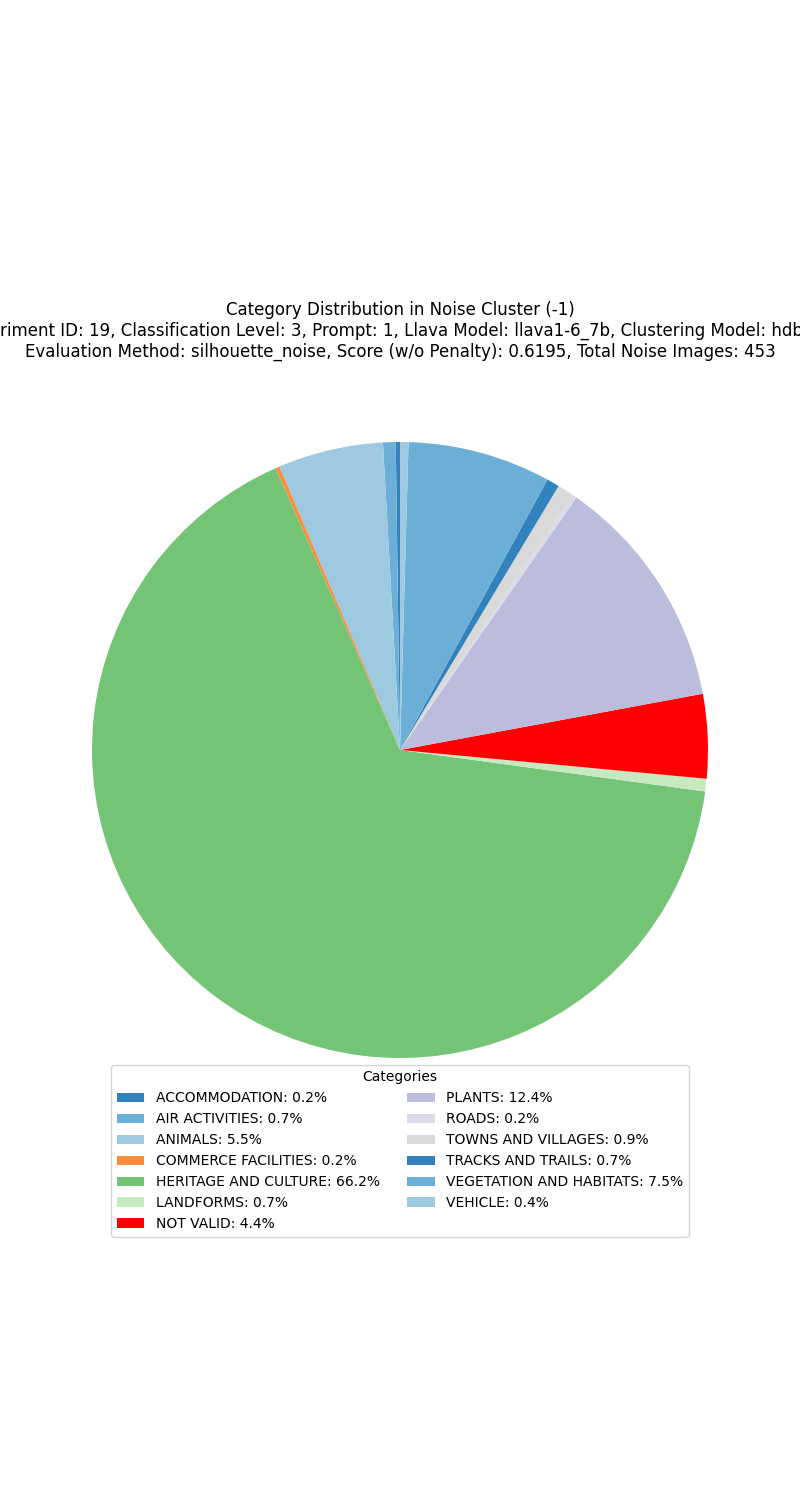 Category Distribution in Noise Cluster (-1)
riment ID: 19, Classification Level: 3, Prompt: 1, Llava Model: llava1-6_7b, Clustering Model: hdb
Evaluation Method: silhouette_noise, Score (w/o Penalty): 0.6195, Total Noise Images: 453
Categories
ACCOMMODATION: 0.2%
AIR ACTIVITIES: 0.7%
ANIMALS: 5.5%
COMMERCE FACILITIES: 0.2%
HERITAGE AND CULTURE: 66.2%
LANDFORMS: 0.7%
NOT VALID: 4.4%
PLANTS: 12.4%
ROADS: 0.2%
TOWNS AND VILLAGES: 0.9%
TRACKS AND TRAILS: 0.7%
VEGETATION AND HABITATS: 7.5%
VEHICLE: 0.4%